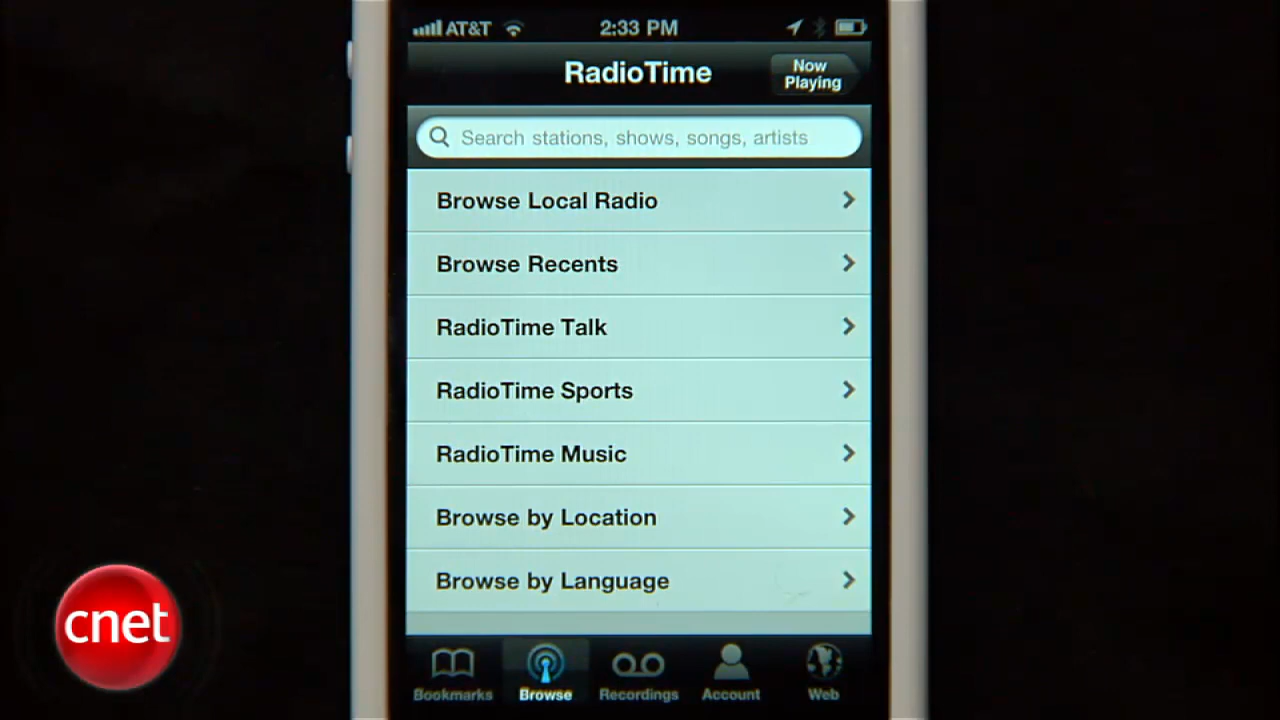 AT&T
2:33 PM
RadioTime
Now
Playing
Search stations, shows, songs, artists
Browse Local Radio
Browse Recents
RadioTime Talk
RadioTime Sports
RadioTime Music
Browse by Location
Browse by Language
Bookmarks
Browse
Recordings
Account
Web
cnet